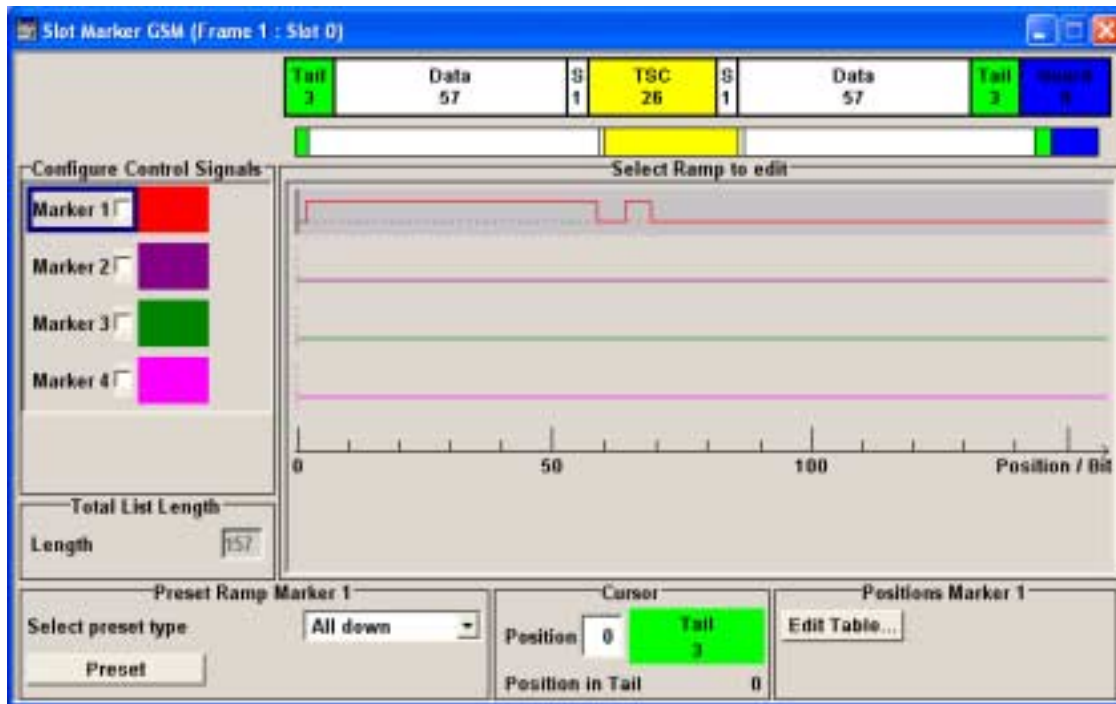 Slot Marker GSM (Frame 1 : Slot 0)
Tail Data S TSC S Data Tail
3 57 1 26 1 57 3
Configure Control Signals
Select Ramp to edit
Marker 1
Marker 2
Marker 3
Marker 4
0 50 100 Position / Bit
Total List Length
Length 157
Preset Ramp Marker 1
Select preset type All down
Preset
Cursor
Position 0 Tail
3
Position in Tail 0
Positions Marker 1
Edit Table...